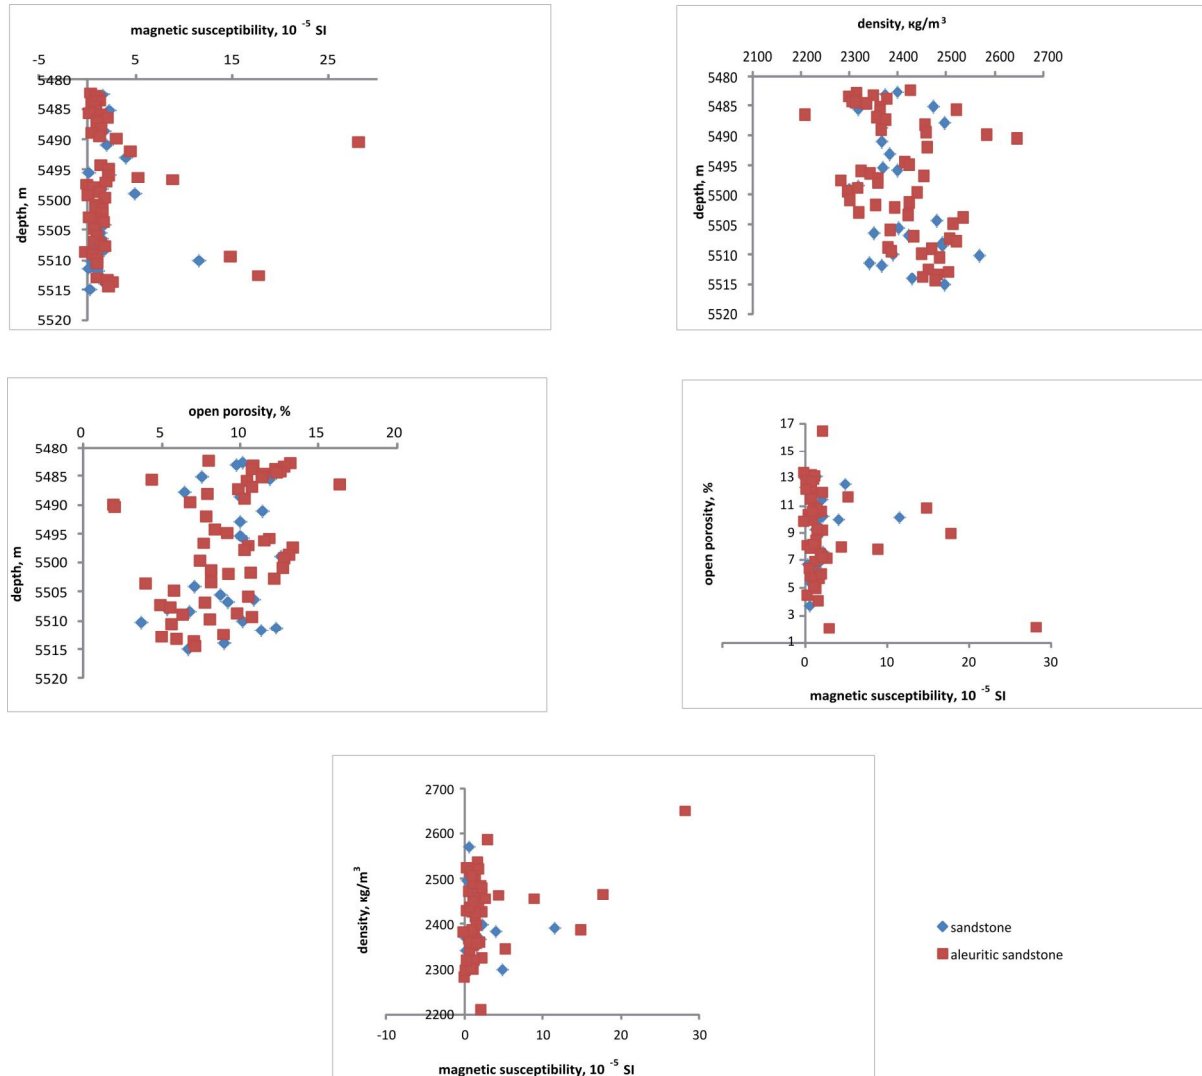 magnetic susceptibility, 10 -5 SI
-5 5 15 25
5480
5485
5490
5495
5500
5505
5510
5515
5520
depth, m
density, кg/m3
2100 2200 2300 2400 2500 2600 2700
5480
5485
5490
5495
5500
5505
5510
5515
5520
depth, m
open porosity, %
0 5 10 15 20
5480
5485
5490
5495
5500
5505
5510
5515
5520
depth, m
17
15
13
11
9
7
5
3
1
open porosity, %
0 10 20 30
magnetic susceptibility, 10 -5 SI
2700
2600
2500
2400
2300
2200
density, кg/m3
-10 0 10 20 30
magnetic susceptibility, 10 -5 SI
sandstone
aleuritic sandstone